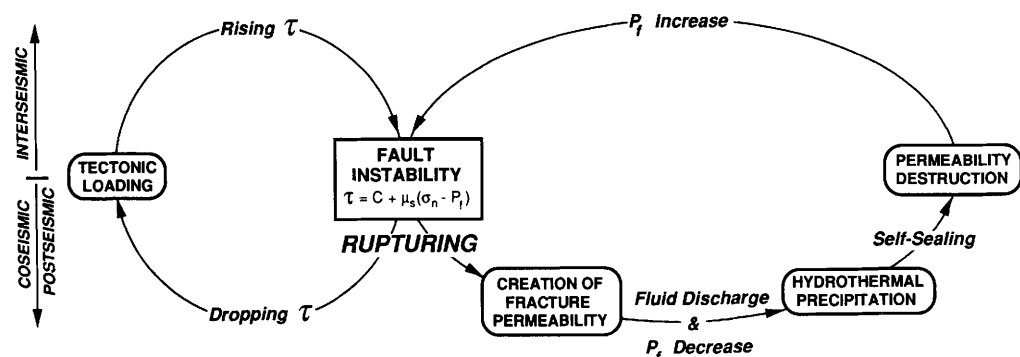 Rising τ
P_f Increase
INTERSEISMIC
COSEISMIC
POSTSEISMIC
TECTONIC
LOADING
FAULT
INSTABILITY
τ = C + μ_s(σ_n - P_f)
PERMEABILITY
DESTRUCTION
RUPTURING
Self-Sealing
CREATION OF
FRACTURE
PERMEABILITY
Fluid Discharge
&
P_f Decrease
HYDROTHERMAL
PRECIPITATION
Dropping τ